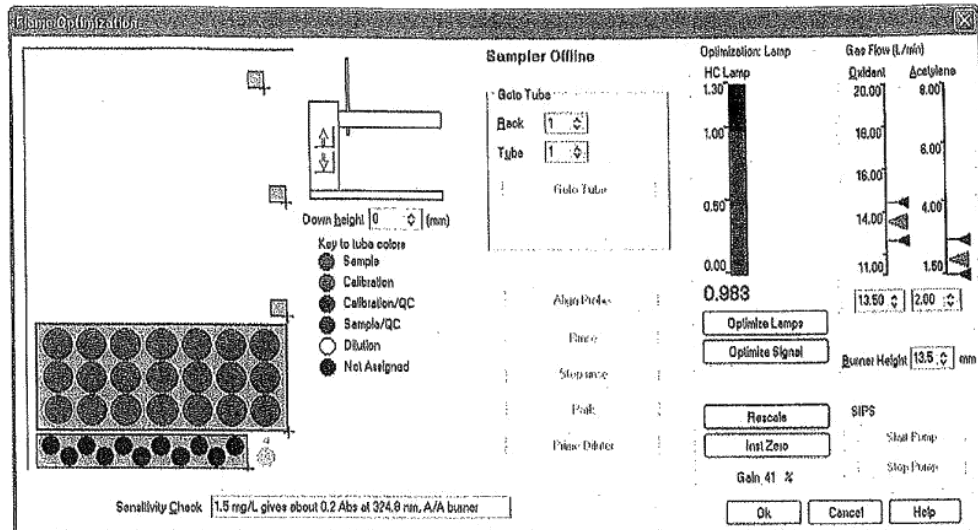 Flame Optimization
Sampler Offline
Goto Tube
Rack 1
Tube 1
Goto Tube
Down height 0 (mm)
Key to tube colors
Sample
Calibration
Calibration/QC
Sample/QC
Dilution
Not Assigned
4
Align Probe
Rinse
Stop rinse
Park
Prime Diluter
Optimization: Lamp
HC Lamp
1.30
1.00
0.50
0.00
0.983
Optimize Lamps
Optimize Signal
Rescale
Inst Zero
Gain 41 %
Gas Flow (L/min)
Oxidant Acetylene
20.00 8.00
18.00
6.00
16.00
4.00
14.00
11.00 1.50
13.50 2.00
Burner Height 13.5 mm
SIPS
Start Pump
Stop Pump
Sensitivity Check 1.5 mg/L gives about 0.2 Abs at 324.8 nm, A/A burner
Ok Cancel Help